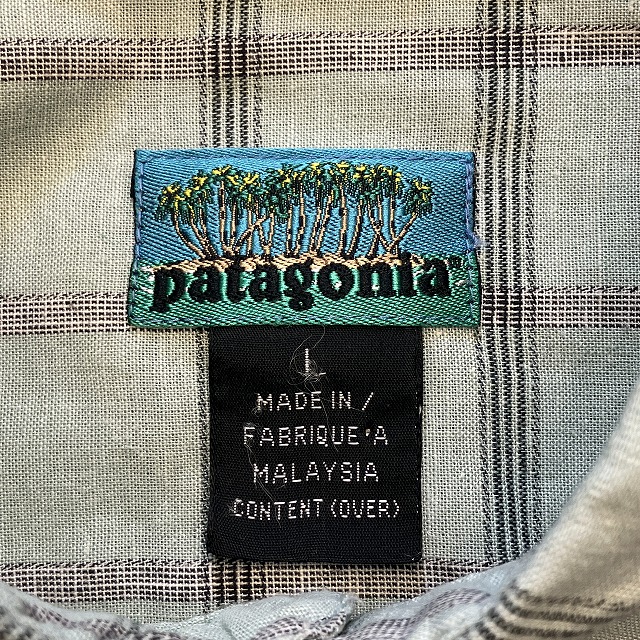 patagonia®
L
MADE IN /
FABRIQUE'A
MALAYSIA
CONTENT (OVER)